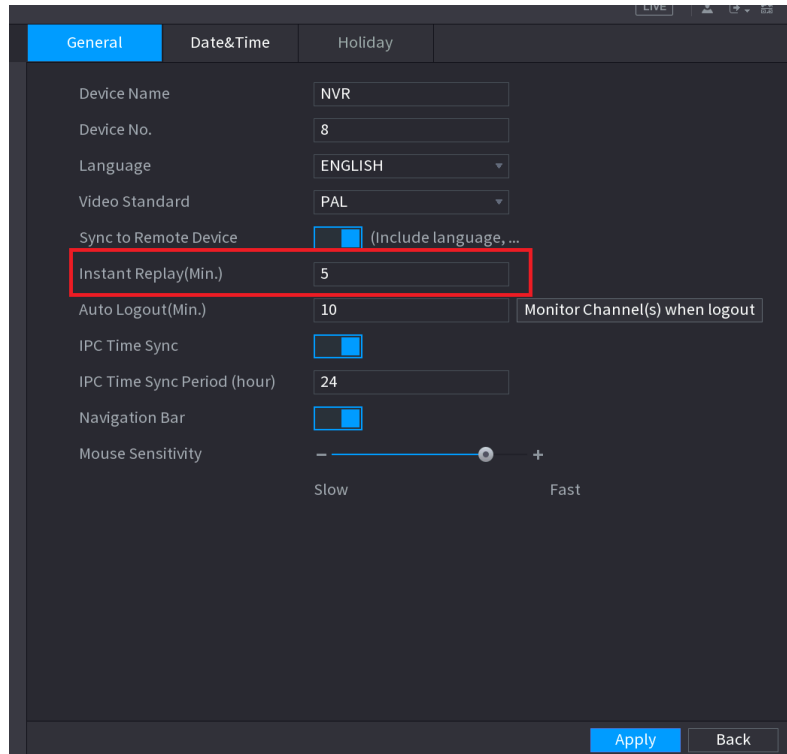 LIVE
General Date&Time Holiday
Device Name NVR
Device No. 8
Language ENGLISH
Video Standard PAL
Sync to Remote Device (Include language, ...
Instant Replay(Min.) 5
Auto Logout(Min.) 10 Monitor Channel(s) when logout
IPC Time Sync
IPC Time Sync Period (hour) 24
Navigation Bar
Mouse Sensitivity − +
Slow Fast
Apply Back